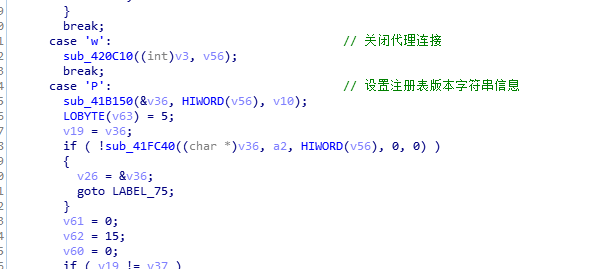 }
break;
case 'w': // 关闭代理连接
sub_420C10((int)v3, v56);
break;
case 'P': // 设置注册表版本字符串信息
sub_41B150(&v36, HIWORD(v56), v10);
LOBYTE(v63) = 5;
v19 = v36;
if ( !sub_41FC40((char *)v36, a2, HIWORD(v56), 0, 0) )
{
v26 = &v36;
goto LABEL_75;
}
v61 = 0;
v62 = 15;
v60 = 0;
if ( v19 != v37 )